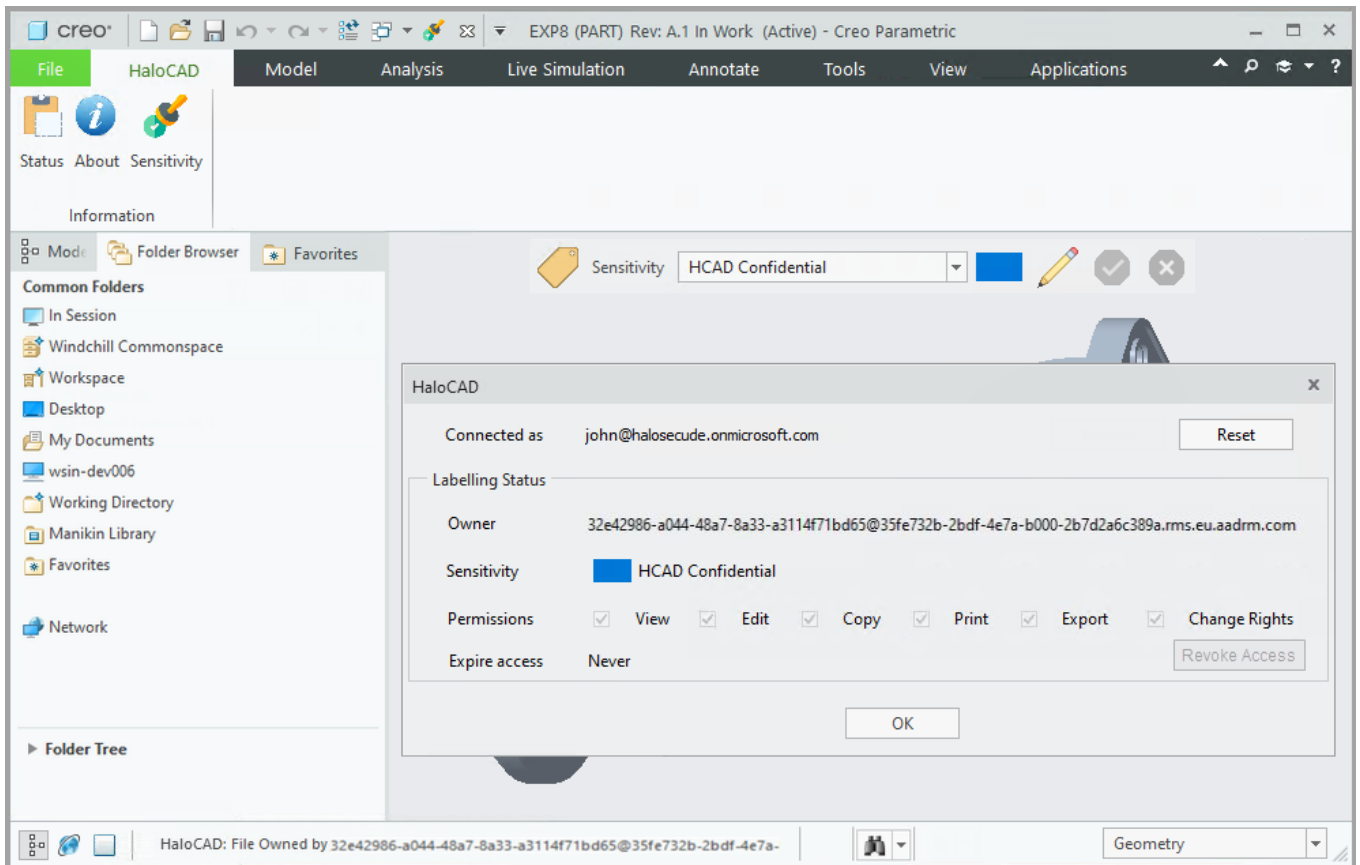 creo EXP8 (PART) Rev: A.1 In Work (Active) - Creo Parametric
File HaloCAD Model Analysis Live Simulation Annotate Tools View Applications ?
Status About Sensitivity
Information
Mode Folder Browser Favorites
Common Folders
In Session
Windchill Commonspace
Workspace
Desktop
My Documents
wsin-dev006
Working Directory
Manikin Library
Favorites
Network
Folder Tree
Sensitivity HCAD Confidential
HaloCAD
Connected as john@halosecude.onmicrosoft.com Reset
Labelling Status
Owner 32e42986-a044-48a7-8a33-a3114f71bd65@35fe732b-2bdf-4e7a-b000-2b7d2a6c389a.rms.eu.aadrm.com
Sensitivity HCAD Confidential
Permissions View Edit Copy Print Export Change Rights
Expire access Never Revoke Access
OK
HaloCAD: File Owned by 32e42986-a044-48a7-8a33-a3114f71bd65@35fe732b-2bdf-4e7a- Geometry